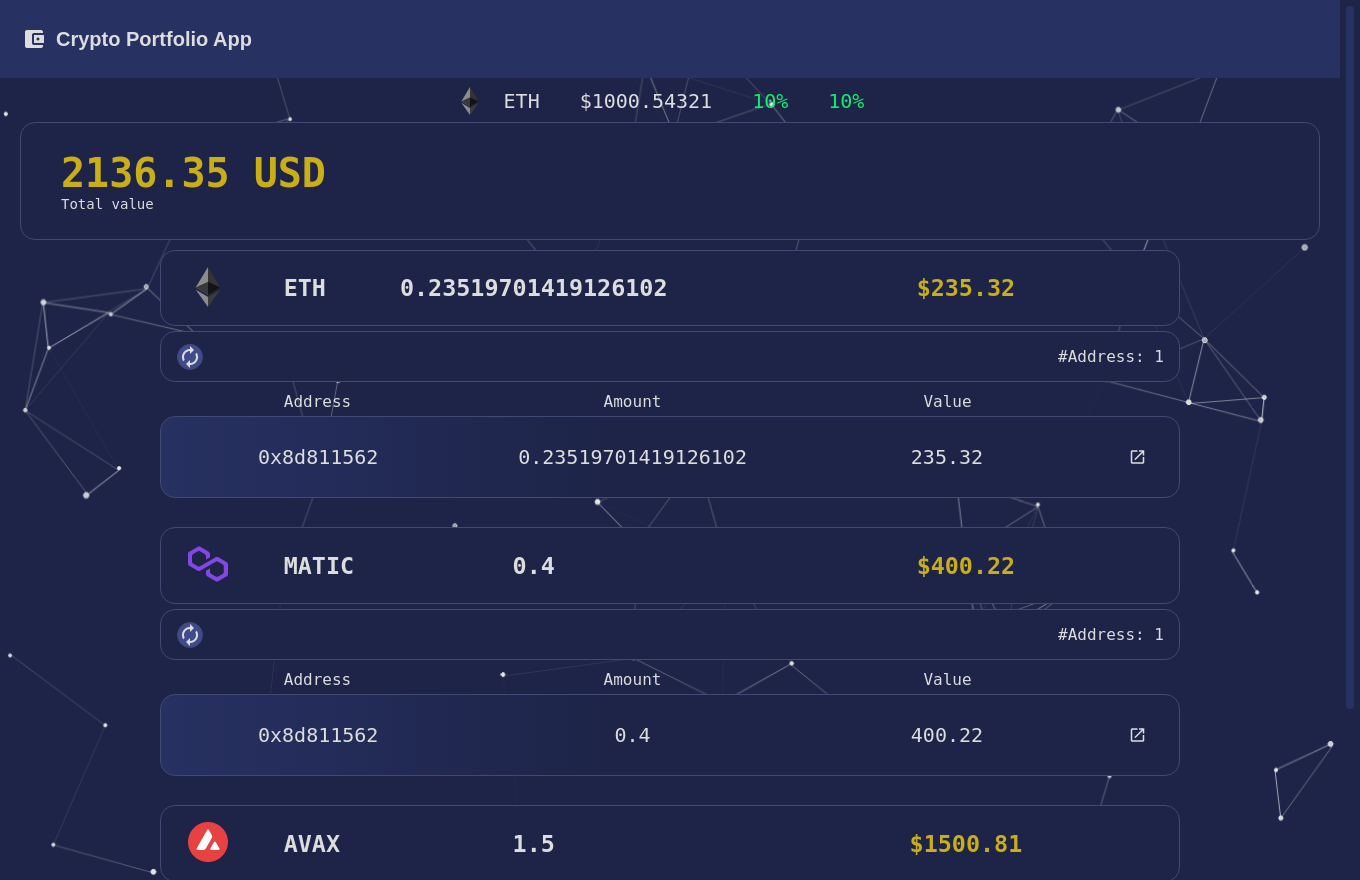 Crypto Portfolio App
ETH $1000.54321 10% 10%
2136.35 USD
Total value
ETH 0.23519701419126102 $235.32
#Address: 1
Address Amount Value
0x8d811562 0.23519701419126102 235.32
MATIC 0.4 $400.22
#Address: 1
Address Amount Value
0x8d811562 0.4 400.22
AVAX 1.5 $1500.81